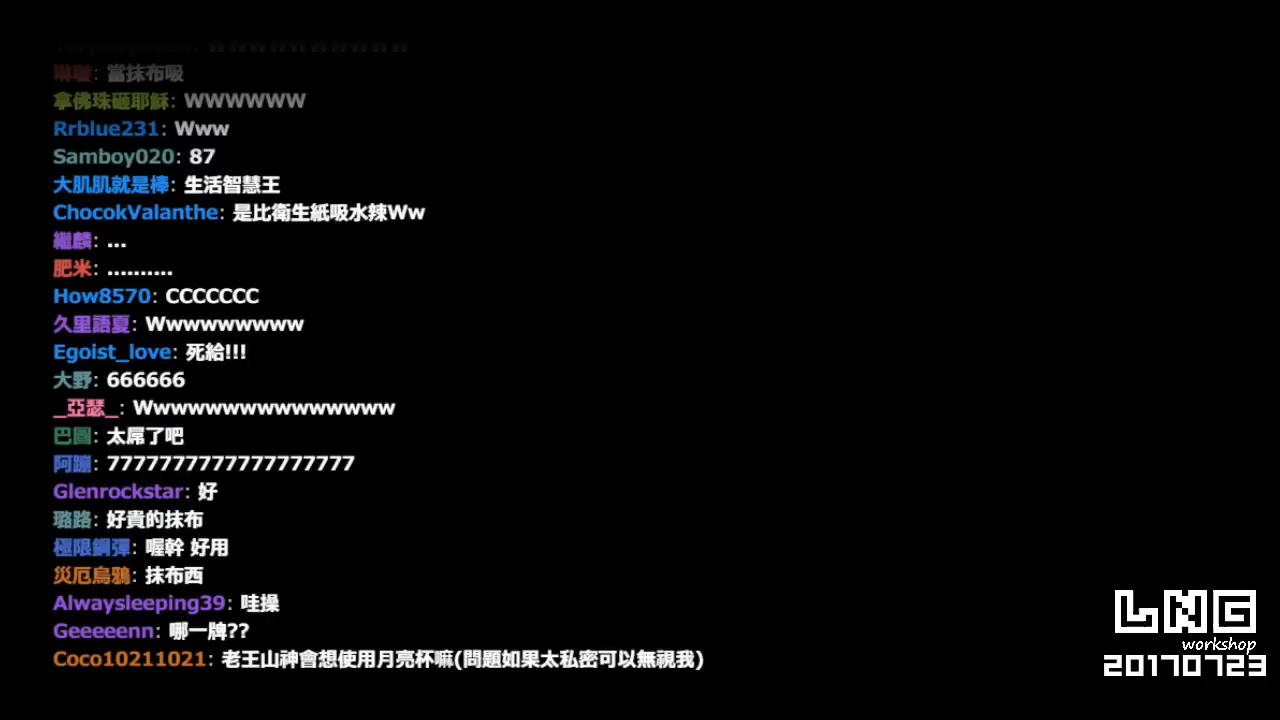 琳璇: 當抹布吸
拿佛珠砸耶穌: WWWWWW
Rrblue231: Www
Samboy020: 87
大肌肌就是棒: 生活智慧王
ChocokValanthe: 是比衛生紙吸水辣Ww
繼麟: ...
肥米: ..........
How8570: CCCCCCC
久里語夏: Wwwwwwwwww
Egoist_love: 死給!!!
大野: 666666
_亞瑟_: Wwwwwwwwwwwwwwww
巴圖: 太屌了吧
阿蹦: 7777777777777777777
Glenrockstar: 好
璐路: 好貴的抹布
極限鋼彈: 喔幹 好用
災厄烏鴉: 抹布西
Alwaysleeping39: 哇操
Geeeeenn: 哪一牌??
Coco10211021: 老王山神會想使用月亮杯嘛(問題如果太私密可以無視我)
LNG
workshop
20170723